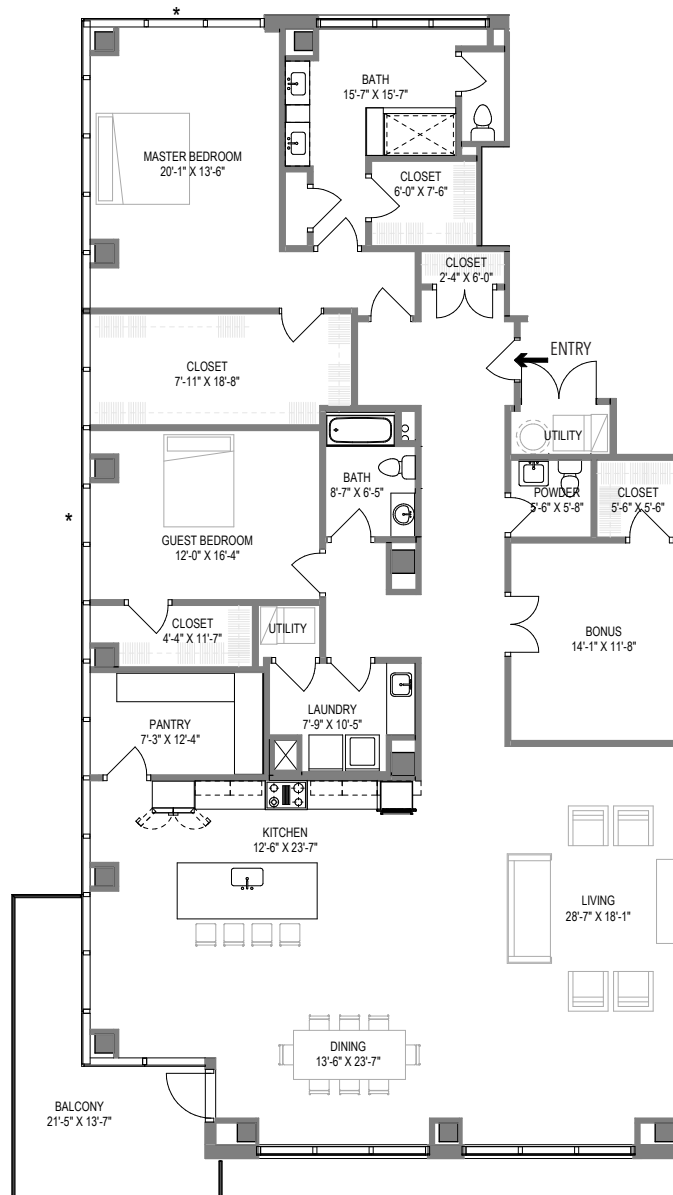 *
BATH
15'-7" X 15'-7"
MASTER BEDROOM
20'-1" X 13'-6"
CLOSET
6'-0" X 7'-6"
CLOSET
2'-4" X 6'-0"
ENTRY
CLOSET
7'-11" X 18'-8"
UTILITY
BATH
8'-7" X 6'-5"
POWDER
5'-6" X 5'-8"
CLOSET
5'-6" X 5'-6"
*
GUEST BEDROOM
12'-0" X 16'-4"
CLOSET
4'-4" X 11'-7"
UTILITY
BONUS
14'-1" X 11'-8"
LAUNDRY
7'-9" X 10'-5"
PANTRY
7'-3" X 12'-4"
KITCHEN
12'-6" X 23'-7"
LIVING
28'-7" X 18'-1"
DINING
13'-6" X 23'-7"
BALCONY
21'-5" X 13'-7"